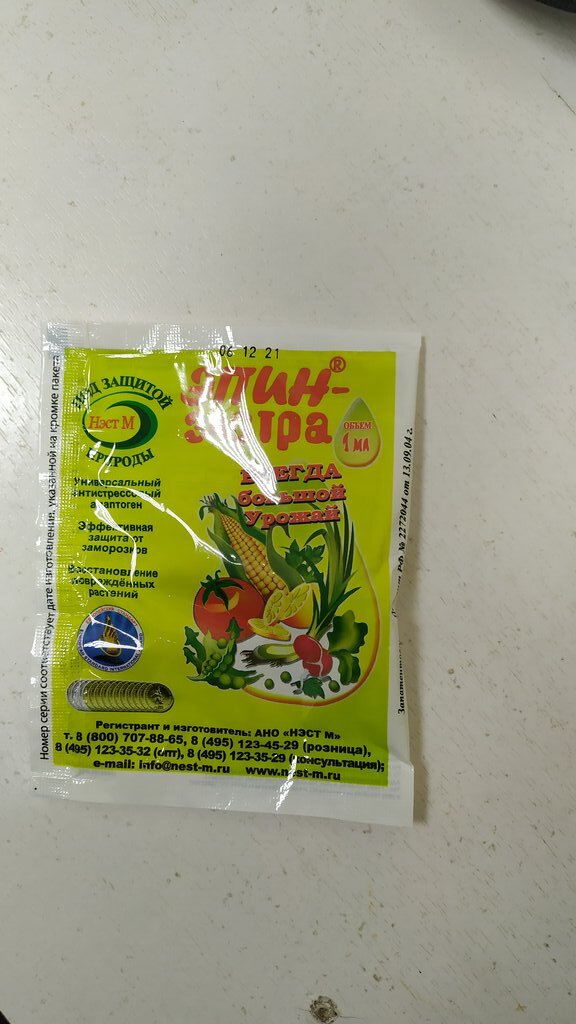 06 12 21
ЭПИН-®
экстра
ПОД ЗАЩИТОЙ
Нэст М
ПРИРОДЫ
ОБЪЕМ
1 мл
ВСЕГДА
большой
Урожай
Универсальный
антистрессовый
адаптоген
Эффективная
защита от
заморозков
Восстановление
повреждённых
растений
Регистрант и изготовитель: АНО «НЭСТ М»
т. 8 (800) 707-88-65, 8 (495) 123-45-29 (розница),
8 (495) 123-35-32 (опт), 8 (495) 123-35-29 (консультация);
e-mail: info@nest-m.ru www.nest-m.ru
Номер серии соответствует дате изготовления, указанной на кромке пакета
РФ № 2272044 от 13.09.04 г.